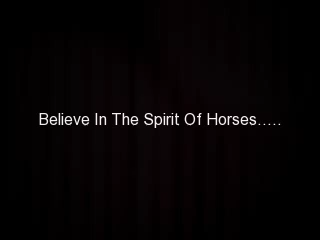 Believe In The Spirit Of Horses.....